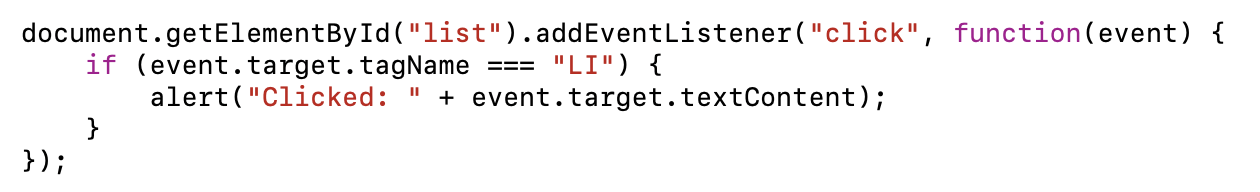 document.getElementById("list").addEventListener("click", function(event) {
    if (event.target.tagName === "LI") {
        alert("Clicked: " + event.target.textContent);
    }
});